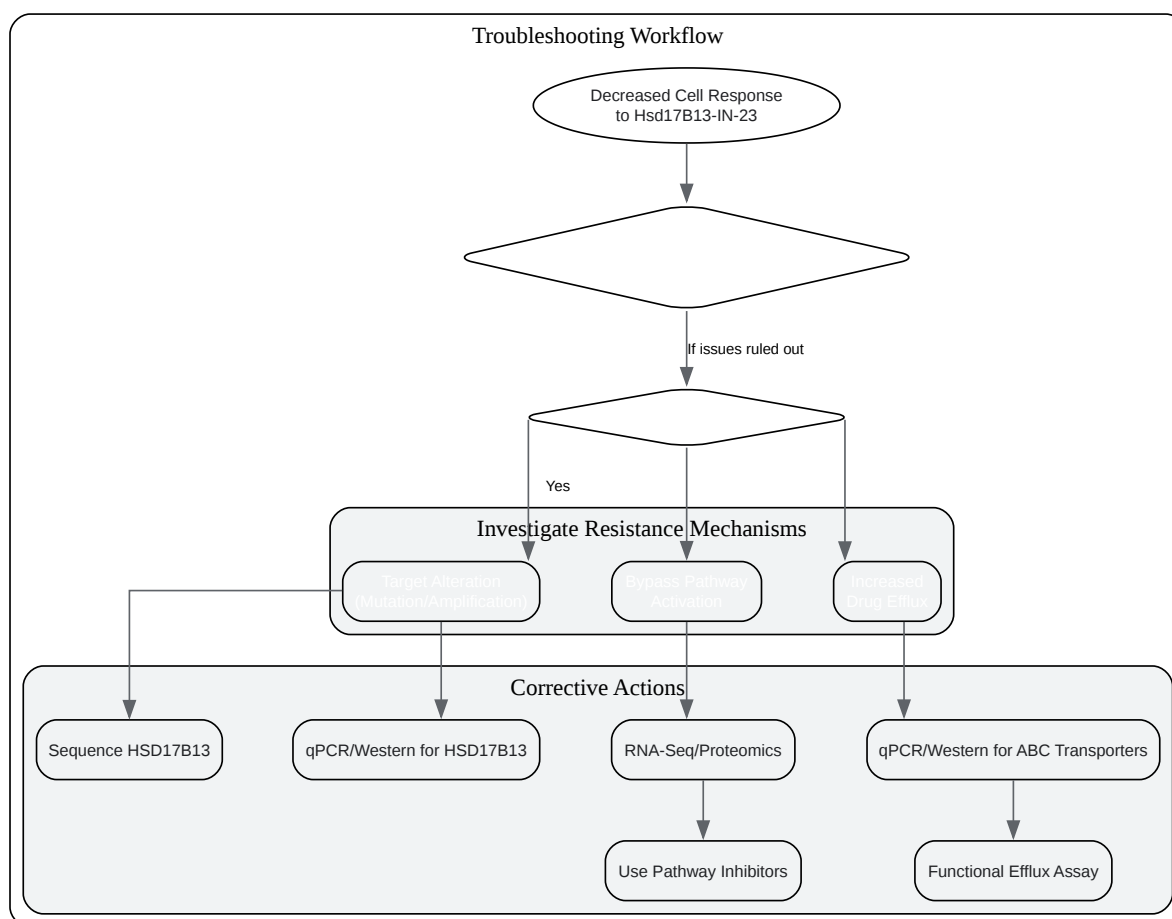 Troubleshooting Workflow
Decreased Cell Response
to Hsd17B13-IN-23
If issues ruled out
Yes
Investigate Resistance Mechanisms
Target Alteration
(Mutation/Amplification)
Bypass Pathway
Activation
Increased
Drug Efflux
Corrective Actions
Sequence HSD17B13
qPCR/Western for HSD17B13
RNA-Seq/Proteomics
qPCR/Western for ABC Transporters
Use Pathway Inhibitors
Functional Efflux Assay